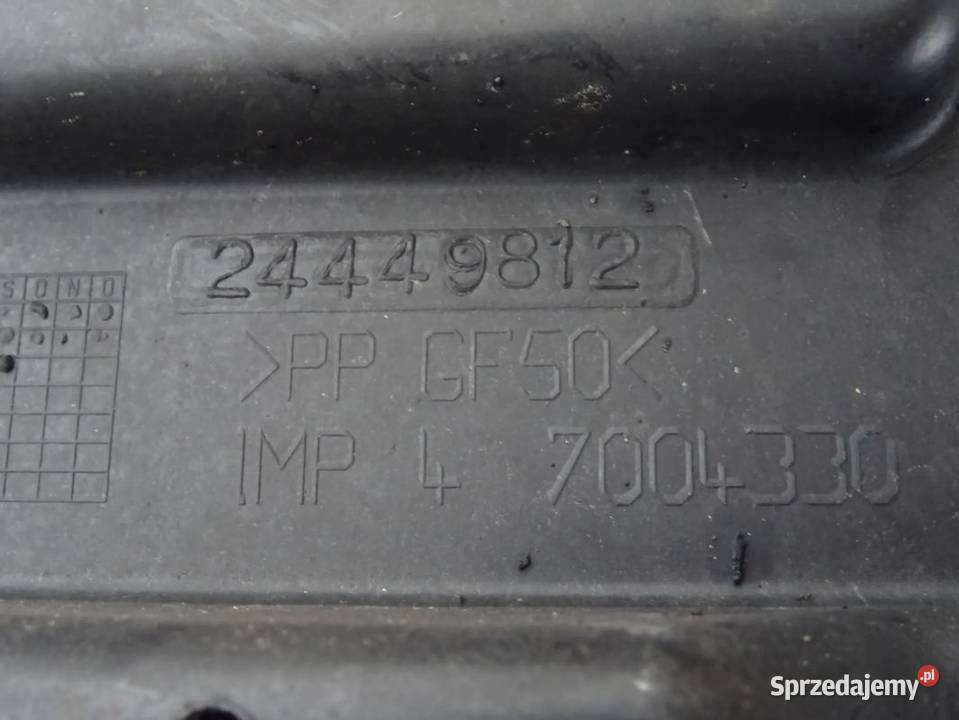 24449812
S O N D
>PP GF50<
IMP 4 7004330
Sprzedajemy.pl